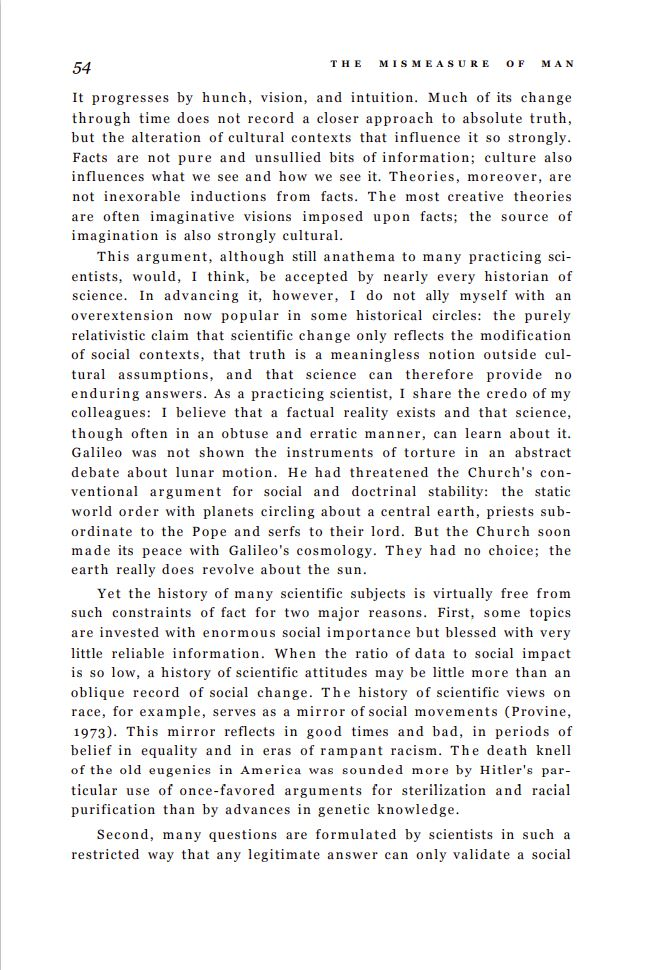 54
THE MISMEASURE OF MAN
It progresses by hunch, vision, and intuition. Much of its change
through time does not record a closer approach to absolute truth,
but the alteration of cultural contexts that influence it so strongly.
Facts are not pure and unsullied bits of information; culture also
influences what we see and how we see it. Theories, moreover, are
not inexorable inductions from facts. The most creative theories
are often imaginative visions imposed upon facts; the source of
imagination is also strongly cultural.
This argument, although still anathema to many practicing sci-
entists, would, I think, be accepted by nearly every historian of
science. In advancing it, however, I do not ally myself with an
overextension now popular in some historical circles: the purely
relativistic claim that scientific change only reflects the modification
of social contexts, that truth is a meaningless notion outside cul-
tural assumptions, and that science can therefore provide no
enduring answers. As a practicing scientist, I share the credo of my
colleagues: I believe that a factual reality exists and that science,
though often in an obtuse and erratic manner, can learn about it.
Galileo was not shown the instruments of torture in an abstract
debate about lunar motion. He had threatened the Church's con-
ventional argument for social and doctrinal stability: the static
world order with planets circling about a central earth, priests sub-
ordinate to the Pope and serfs to their lord. But the Church soon
made its peace with Galileo's cosmology. They had no choice; the
earth really does revolve about the sun.
Yet the history of many scientific subjects is virtually free from
such constraints of fact for two major reasons. First, some topics
are invested with enormous social importance but blessed with very
little reliable information. When the ratio of data to social impact
is so low, a history of scientific attitudes may be little more than an
oblique record of social change. The history of scientific views on
race, for example, serves as a mirror of social movements (Provine,
1973). This mirror reflects in good times and bad, in periods of
belief in equality and in eras of rampant racism. The death knell
of the old eugenics in America was sounded more by Hitler's par-
ticular use of once-favored arguments for sterilization and racial
purification than by advances in genetic knowledge.
Second, many questions are formulated by scientists in such a
restricted way that any legitimate answer can only validate a social